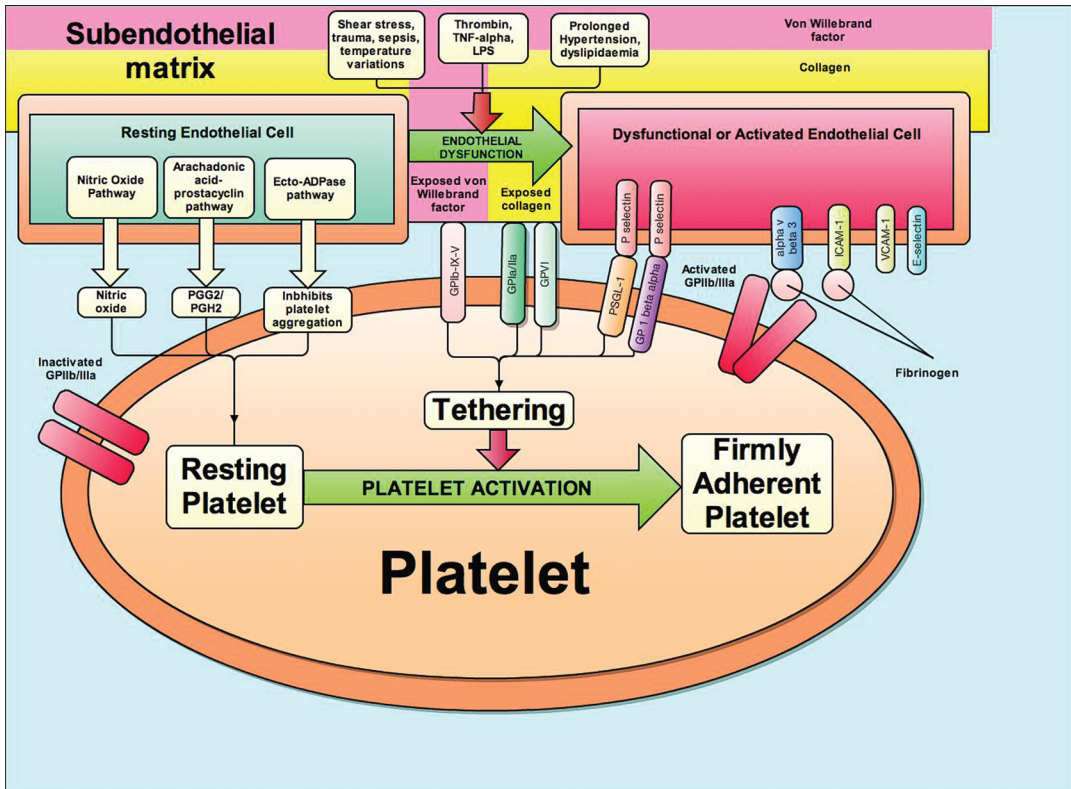 Subendothelial
matrix
Shear stress,
trauma, sepsis,
temperature
variations
Thrombin,
TNF-alpha,
LPS
Prolonged
Hypertension,
dyslipidaemia
Von Willebrand
factor
Collagen
Resting Endothelial Cell
Nitric Oxide
Pathway
Arachadonic
acid-
prostacyclin
pathway
Ecto-ADPase
pathway
ENDOTHELIAL
DYSFUNCTION
Exposed von
Willebrand
factor
Exposed
collagen
Dysfunctional or Activated Endothelial Cell
P selectin
P selectin
alpha v
beta 3
ICAM-1
VCAM-1
E-selectin
Nitric
oxide
PGG2/
PGH2
Inbhibits
platelet
aggregation
GPIb-IX-V
GPIa/IIa
GPVI
PSGL-1
GP 1 beta alpha
Activated
GPIIb/IIIa
Fibrinogen
Inactivated
GPIIb/IIIa
Tethering
Resting
Platelet
PLATELET ACTIVATION
Firmly
Adherent
Platelet
Platelet